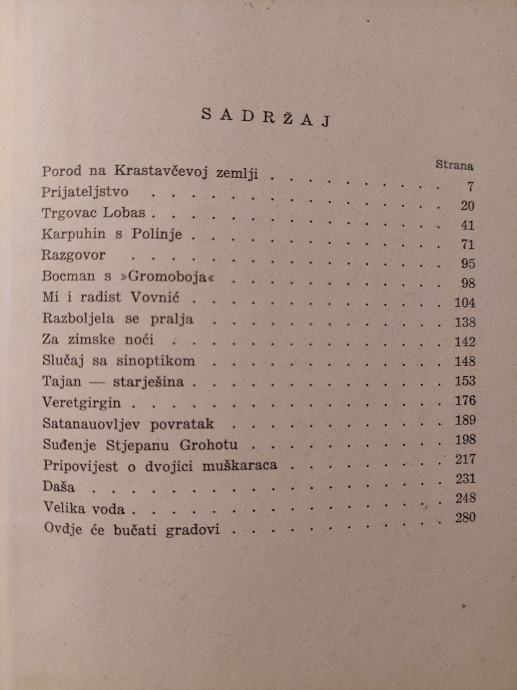 SADRŽAJ
Strana
Porod na Krastavčevoj zemlji . . . . . . . . . 7
Prijateljstvo . . . . . . . . . . . . . . 20
Trgovac Lobas . . . . . . . . . . . . . . 41
Karpuhin s Polinje . . . . . . . . . . . . 71
Razgovor . . . . . . . . . . . . . . . 95
Bocman s »Gromoboja« . . . . . . . . . . . 98
Mi i radist Vovnić . . . . . . . . . . . . 104
Razboljela se pralja . . . . . . . . . . . 138
Za zimske noći . . . . . . . . . . . . . 142
Slučaj sa sinoptikom . . . . . . . . . . . 148
Tajan — starješina . . . . . . . . . . . . 153
Veretgirgin . . . . . . . . . . . . . . . 176
Satanauovljev povratak . . . . . . . . . . . 189
Suđenje Stjepanu Grohotu . . . . . . . . . . 198
Pripovijest o dvojici muškaraca . . . . . . . . 217
Daša . . . . . . . . . . . . . . . . . 231
Velika voda . . . . . . . . . . . . . . . 248
Ovdje će bučati gradovi . . . . . . . . . . . 280